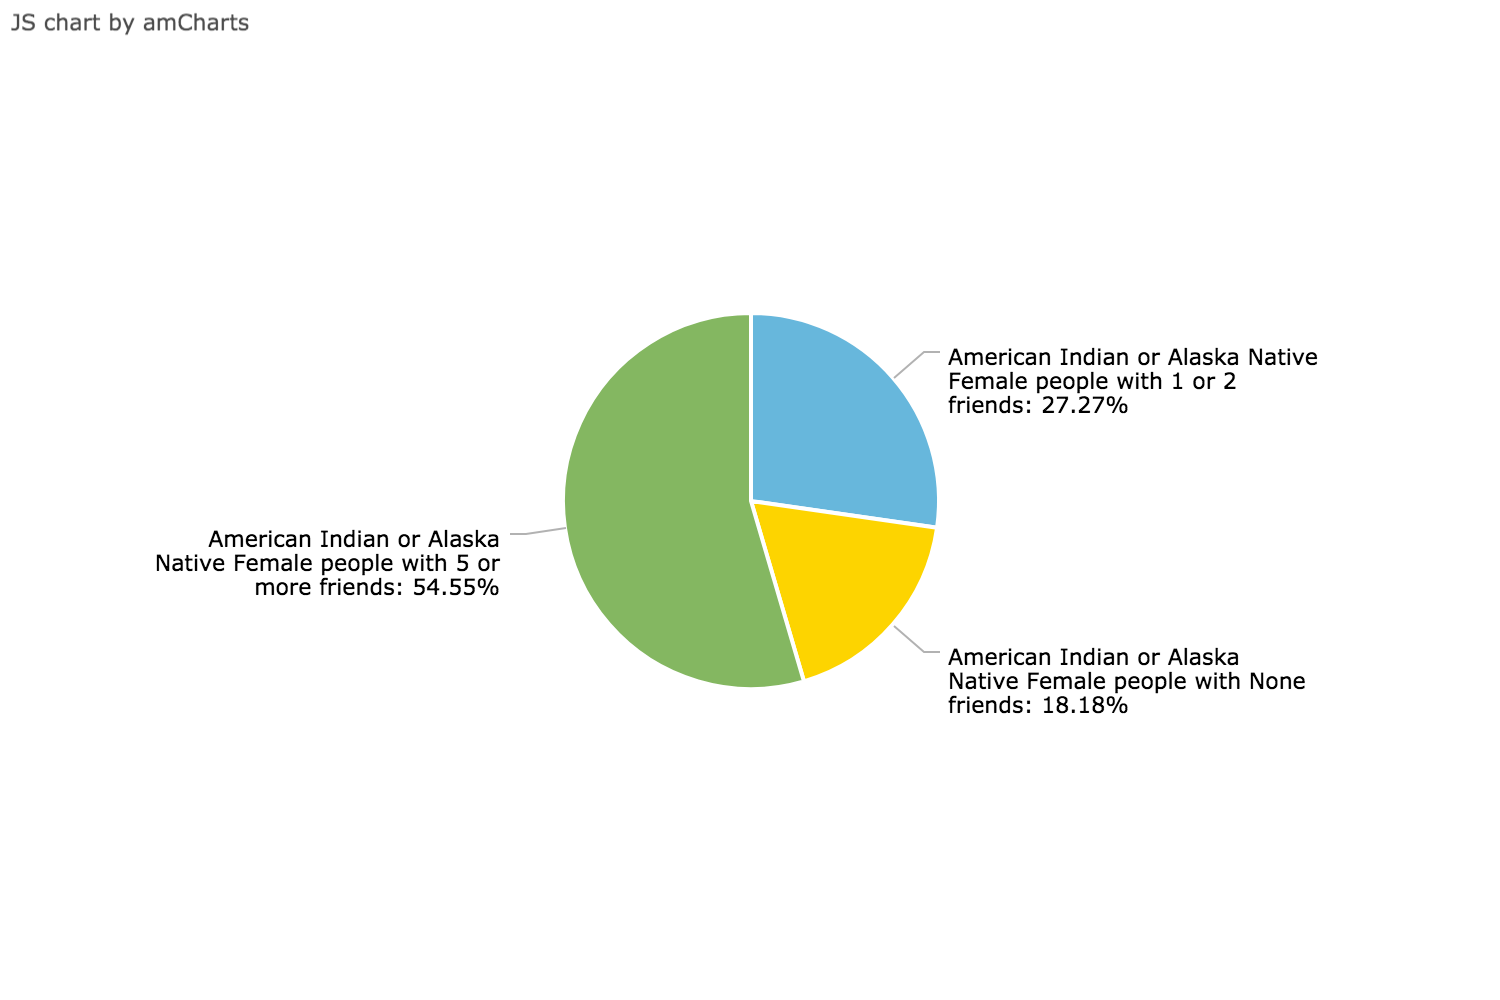 JS chart by amCharts
American Indian or Alaska Native
Female people with 1 or 2
friends: 27.27%
American Indian or Alaska
Native Female people with 5 or
more friends: 54.55%
American Indian or Alaska
Native Female people with None
friends: 18.18%